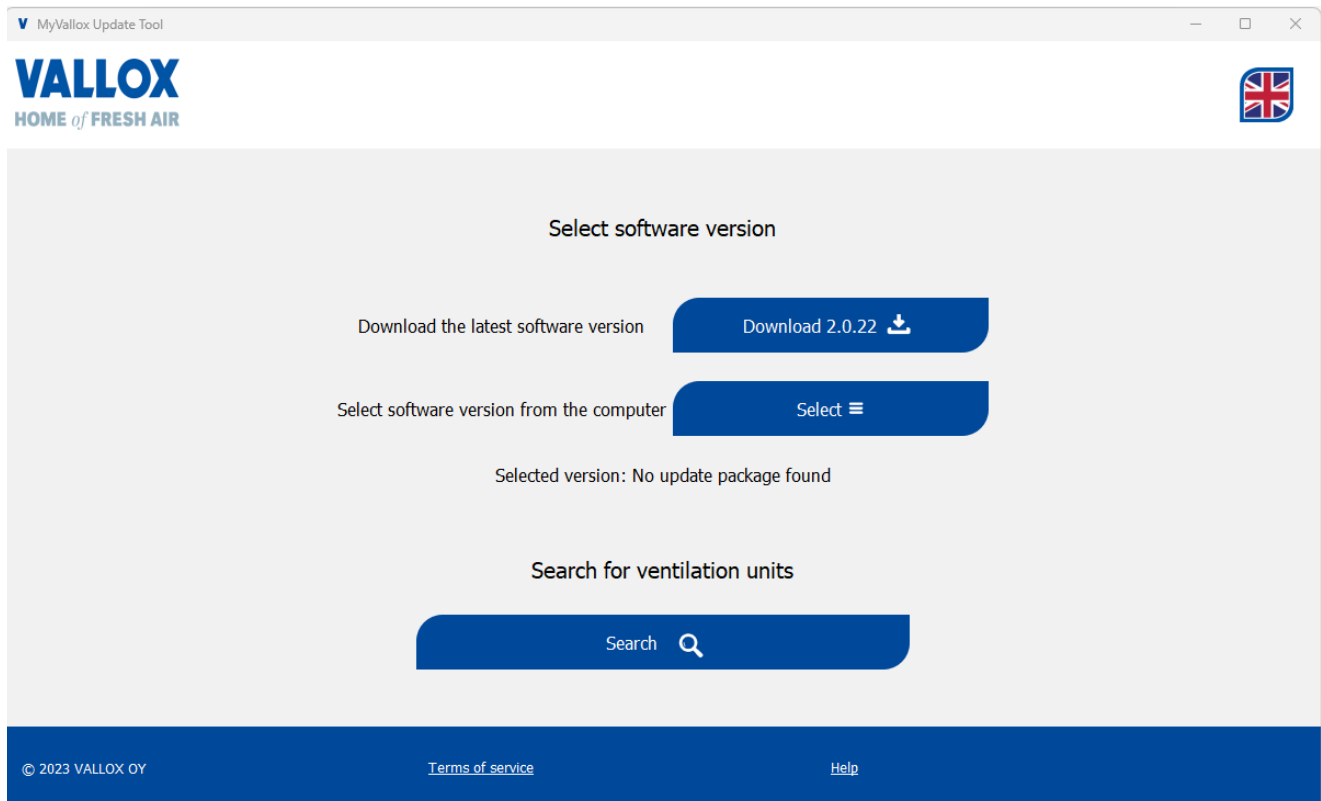 V MyVallox Update Tool
VALLOX
HOME of FRESH AIR
Select software version
Download the latest software version
Download 2.0.22
Select software version from the computer
Select
Selected version: No update package found
Search for ventilation units
Search
© 2023 VALLOX OY
Terms of service
Help